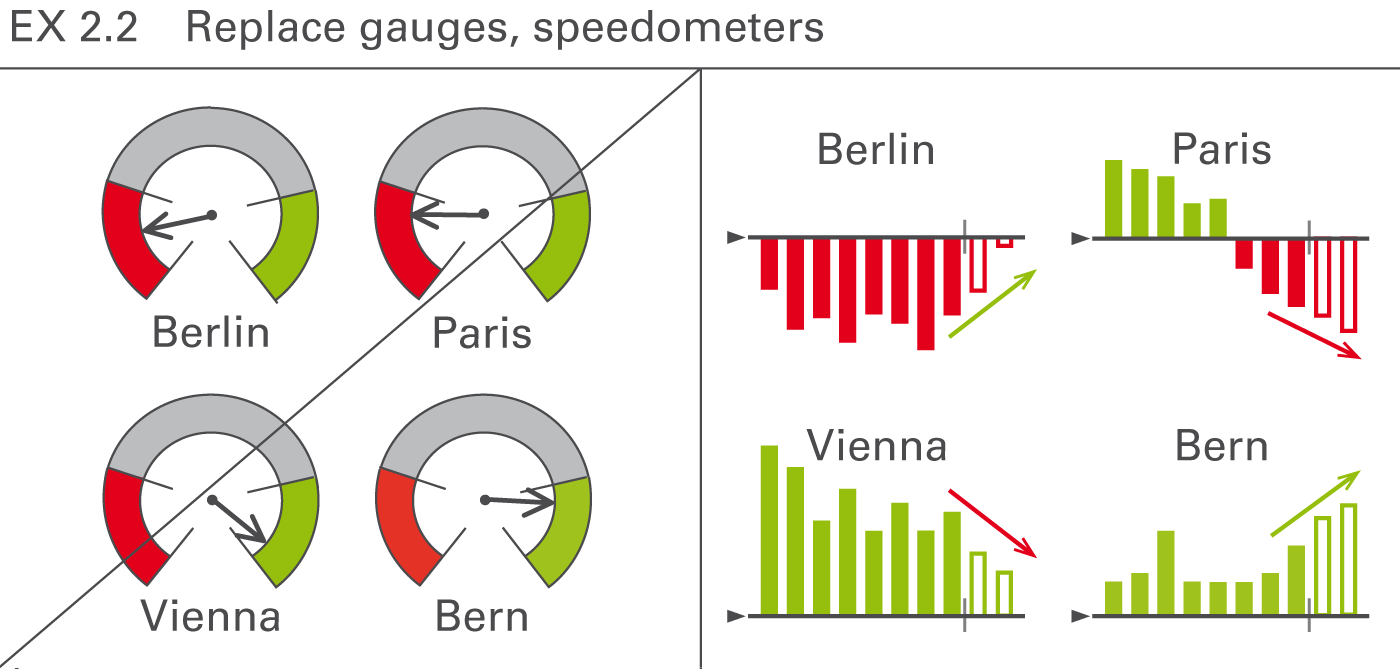 EX 2.2 Replace gauges, speedometers
Berlin
Paris
Vienna
Bern
Berlin
Paris
Vienna
Bern